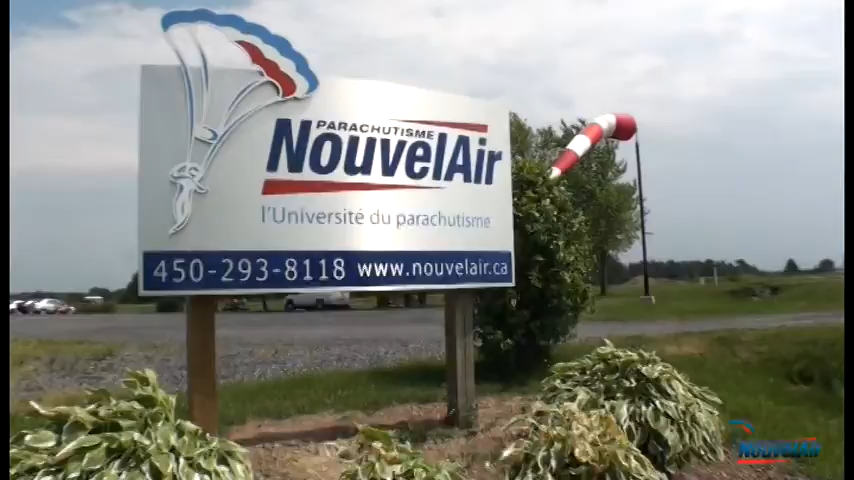 PARACHUTISME
NouvelAir
l'Université du parachutisme
450-293-8118 www.nouvelair.ca
NOUVELAIR